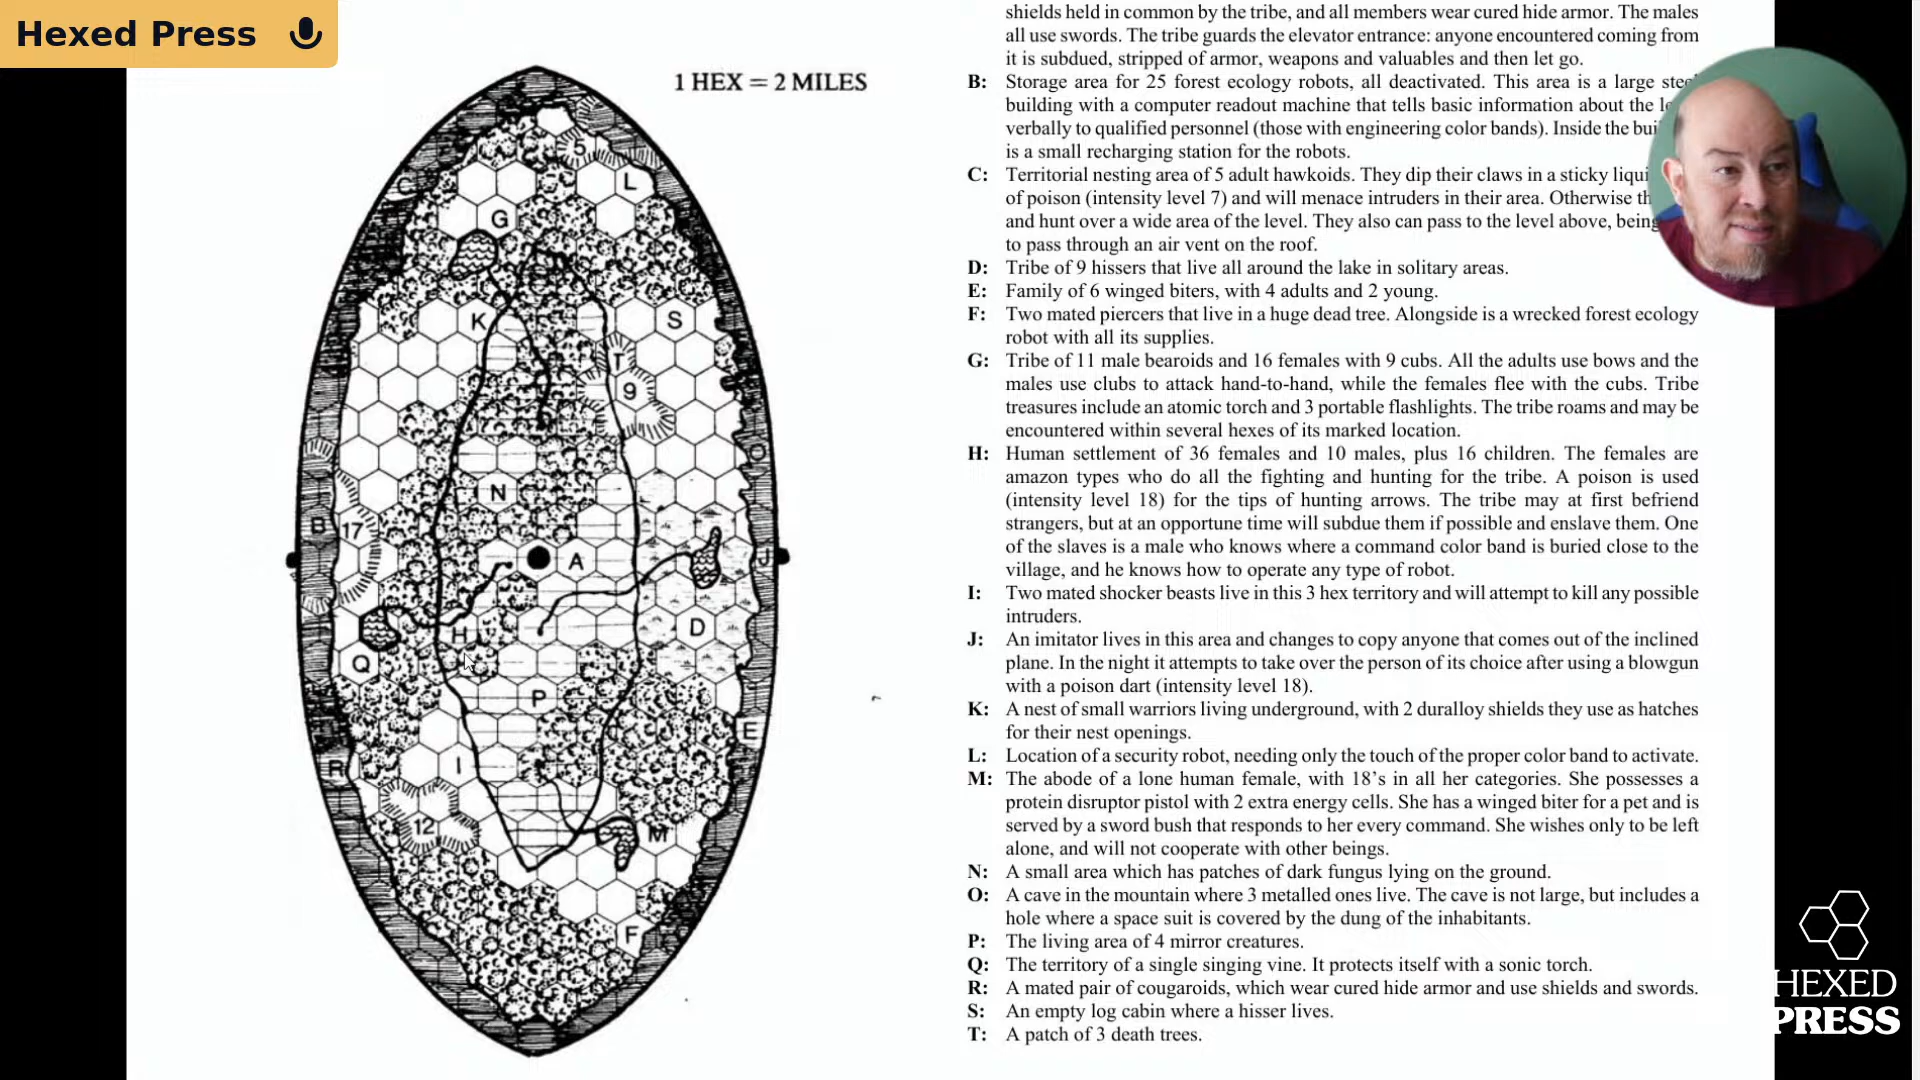 Hexed Press
1 HEX = 2 MILES
5
L
C
G
K
S
T
9
O
N
B
17
A
J
H
D
Q
P
E
I
R
12
M
F
shields held in common by the tribe, and all members wear cured hide armor. The males
all use swords. The tribe guards the elevator entrance: anyone encountered coming from
it is subdued, stripped of armor, weapons and valuables and then let go.
B: Storage area for 25 forest ecology robots, all deactivated. This area is a large
building with a computer readout machine that tells basic information about the
verbally to qualified personnel (those with engineering color bands). Inside the
is a small recharging station for the robots.
C: Territorial nesting area of 5 adult hawkoids. They dip their claws in a sticky
of poison (intensity level 7) and will menace intruders in their area. Otherwise
and hunt over a wide area of the level. They also can pass to the level above, being
to pass through an air vent on the roof.
D: Tribe of 9 hissers that live all around the lake in solitary areas.
E: Family of 6 winged biters, with 4 adults and 2 young.
F: Two mated piercers that live in a huge dead tree. Alongside is a wrecked forest ecology
robot with all its supplies.
G: Tribe of 11 male bearoids and 16 females with 9 cubs. All the adults use bows and the
males use clubs to attack hand-to-hand, while the females flee with the cubs. Tribe
treasures include an atomic torch and 3 portable flashlights. The tribe roams and may be
encountered within several hexes of its marked location.
H: Human settlement of 36 females and 10 males, plus 16 children. The females are
amazon types who do all the fighting and hunting for the tribe. A poison is used
(intensity level 18) for the tips of hunting arrows. The tribe may at first befriend
strangers, but at an opportune time will subdue them if possible and enslave them. One
of the slaves is a male who knows where a command color band is buried close to the
village, and he knows how to operate any type of robot.
I: Two mated shocker beasts live in this 3 hex territory and will attempt to kill any possible
intruders.
J: An imitator lives in this area and changes to copy anyone that comes out of the inclined
plane. In the night it attempts to take over the person of its choice after using a blowgun
with a poison dart (intensity level 18).
K: A nest of small warriors living underground, with 2 duralloy shields they use as hatches
for their nest openings.
L: Location of a security robot, needing only the touch of the proper color band to activate.
M: The abode of a lone human female, with 18's in all her categories. She possesses a
protein disruptor pistol with 2 extra energy cells. She has a winged biter for a pet and is
served by a sword bush that responds to her every command. She wishes only to be left
alone, and will not cooperate with other beings.
N: A small area which has patches of dark fungus lying on the ground.
O: A cave in the mountain where 3 metalled ones live. The cave is not large, but includes a
hole where a space suit is covered by the dung of the inhabitants.
P: The living area of 4 mirror creatures.
Q: The territory of a single singing vine. It protects itself with a sonic torch.
R: A mated pair of cougaroids, which wear cured hide armor and use shields and swords.
S: An empty log cabin where a hisser lives.
T: A patch of 3 death trees.
HEXED
PRESS